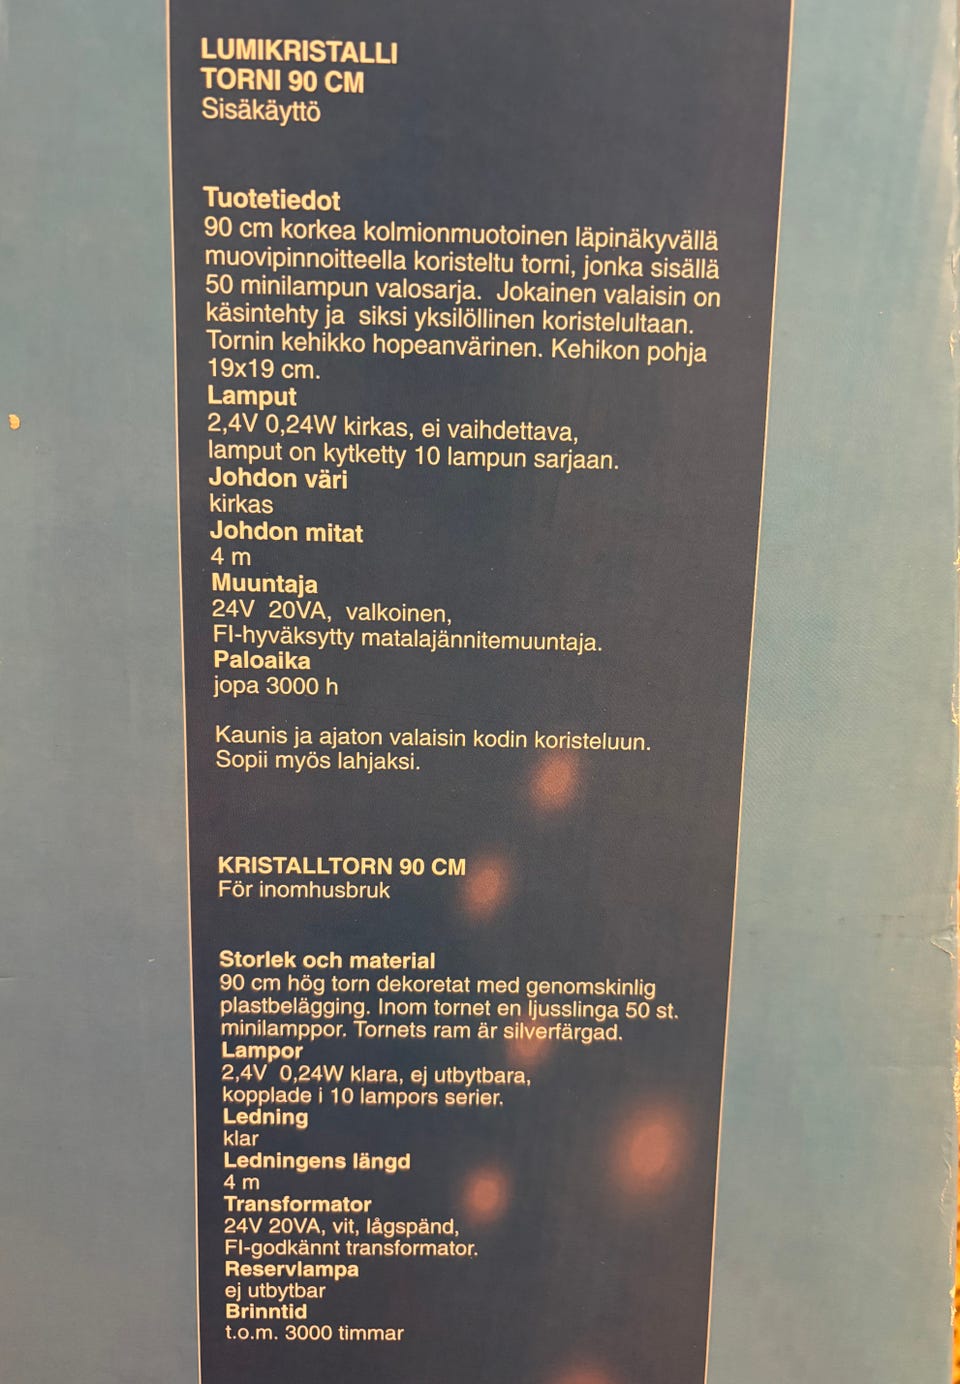 LUMIKRISTALLI
TORNI 90 CM
Sisäkäyttö
Tuotetiedot
90 cm korkea kolmionmuotoinen läpinäkyvällä
muovipinnoitteella koristeltu torni, jonka sisällä
50 minilampun valosarja. Jokainen valaisin on
käsintehty ja siksi yksilöllinen koristelultaan.
Tornin kehikko hopeanvärinen. Kehikon pohja
19x19 cm.
Lamput
2,4V 0,24W kirkas, ei vaihdettava,
lamput on kytketty 10 lampun sarjaan.
Johdon väri
kirkas
Johdon mitat
4 m
Muuntaja
24V 20VA, valkoinen,
FI-hyväksytty matalajännitemuuntaja.
Paloaika
jopa 3000 h
Kaunis ja ajaton valaisin kodin koristeluun.
Sopii myös lahjaksi.
KRISTALLTORN 90 CM
För inomhusbruk
Storlek och material
90 cm hög torn dekoretat med genomskinlig
plastbelägging. Inom tornet en ljusslinga 50 st.
minilamppor. Tornets ram är silverfärgad.
Lampor
2,4V 0,24W klara, ej utbytbara,
kopplade i 10 lampors serier.
Ledning
klar
Ledningens längd
4 m
Transformator
24V 20VA, vit, lågspänd,
FI-godkännt transformator.
Reservlampa
ej utbytbar
Brinntid
t.o.m. 3000 timmar